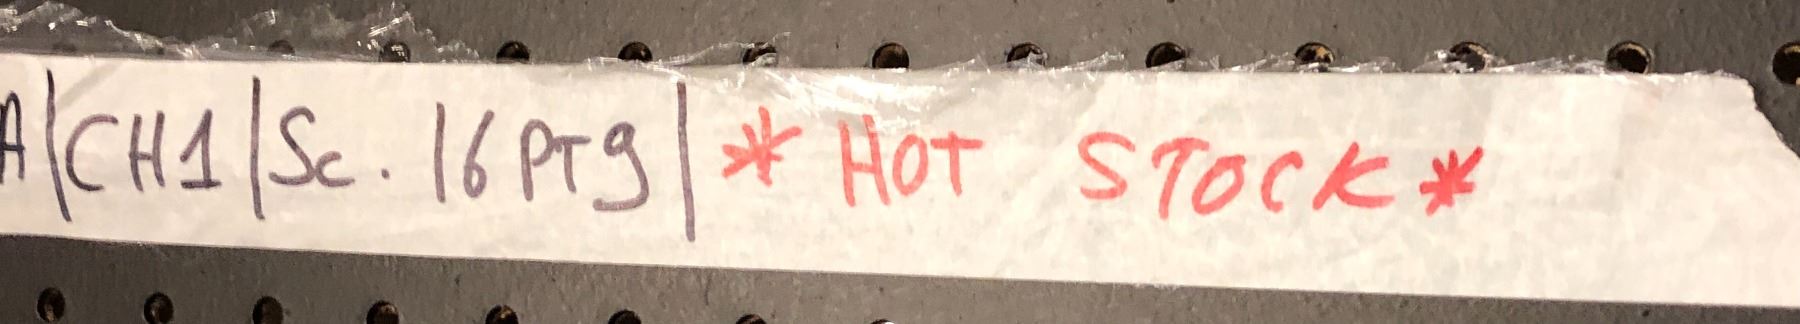 A|CH1|Sc. 16 PT9| * HOT STOCK *